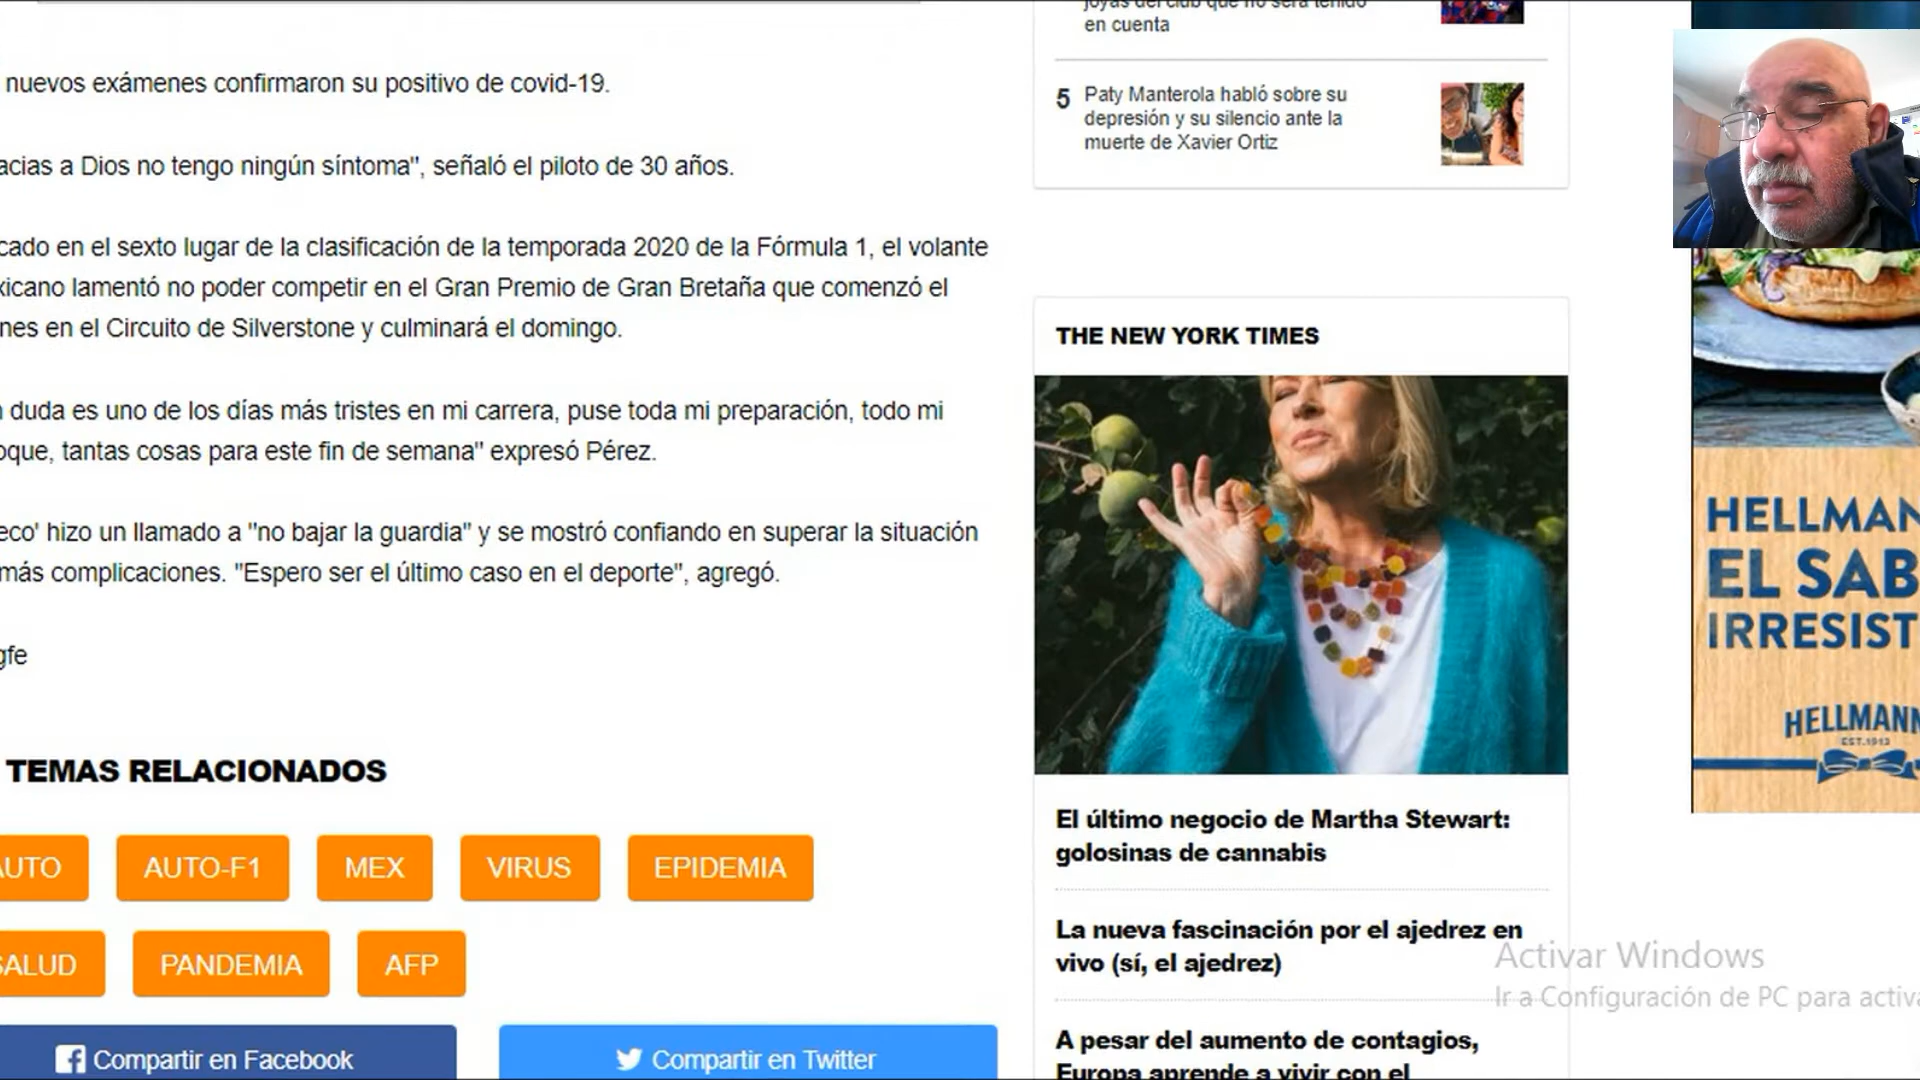 nuevos exámenes confirmaron su positivo de covid-19.
acias a Dios no tengo ningún síntoma", señaló el piloto de 30 años.
cado en el sexto lugar de la clasificación de la temporada 2020 de la Fórmula 1, el volante
xicano lamentó no poder competir en el Gran Premio de Gran Bretaña que comenzó el
nes en el Circuito de Silverstone y culminará el domingo.
duda es uno de los días más tristes en mi carrera, puse toda mi preparación, todo mi
oque, tantas cosas para este fin de semana" expresó Pérez.
eco' hizo un llamado a "no bajar la guardia" y se mostró confiando en superar la situación
más complicaciones. "Espero ser el último caso en el deporte", agregó.
gfe
TEMAS RELACIONADOS
AUTO
AUTO-F1
MEX
VIRUS
EPIDEMIA
SALUD
PANDEMIA
AFP
Compartir en Facebook
Compartir en Twitter
joyas del club que no será tenido
en cuenta
5 Paty Manterola habló sobre su
depresión y su silencio ante la
muerte de Xavier Ortiz
THE NEW YORK TIMES
El último negocio de Martha Stewart:
golosinas de cannabis
La nueva fascinación por el ajedrez en
vivo (sí, el ajedrez)
A pesar del aumento de contagios,
Europa aprende a vivir con el
HELLMAN
EL SAB
IRRESIST
HELLMANN
EST.1913
Activar Windows
Ir a Configuración de PC para activa